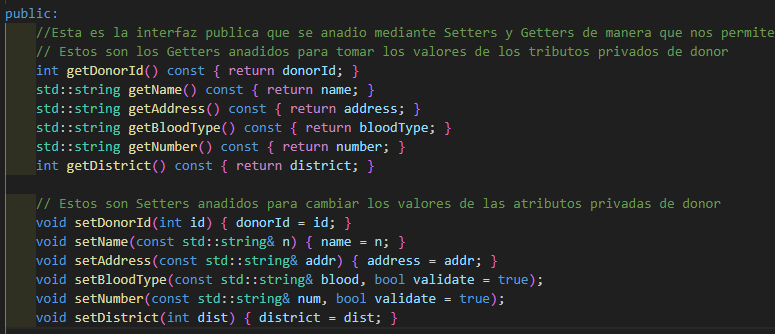 public:
//Esta es la interfaz publica que se anadio mediante Setters y Getters de manera que nos permite
// Estos son los Getters anadidos para tomar los valores de los tributos privados de donor
int getDonorId() const { return donorId; }
std::string getName() const { return name; }
std::string getAddress() const { return address; }
std::string getBloodType() const { return bloodType; }
std::string getNumber() const { return number; }
int getDistrict() const { return district; }
// Estos son Setters anadidos para cambiar los valores de las atributos privadas de donor
void setDonorId(int id) { donorId = id; }
void setName(const std::string& n) { name = n; }
void setAddress(const std::string& addr) { address = addr; }
void setBloodType(const std::string& blood, bool validate = true);
void setNumber(const std::string& num, bool validate = true);
void setDistrict(int dist) { district = dist; }